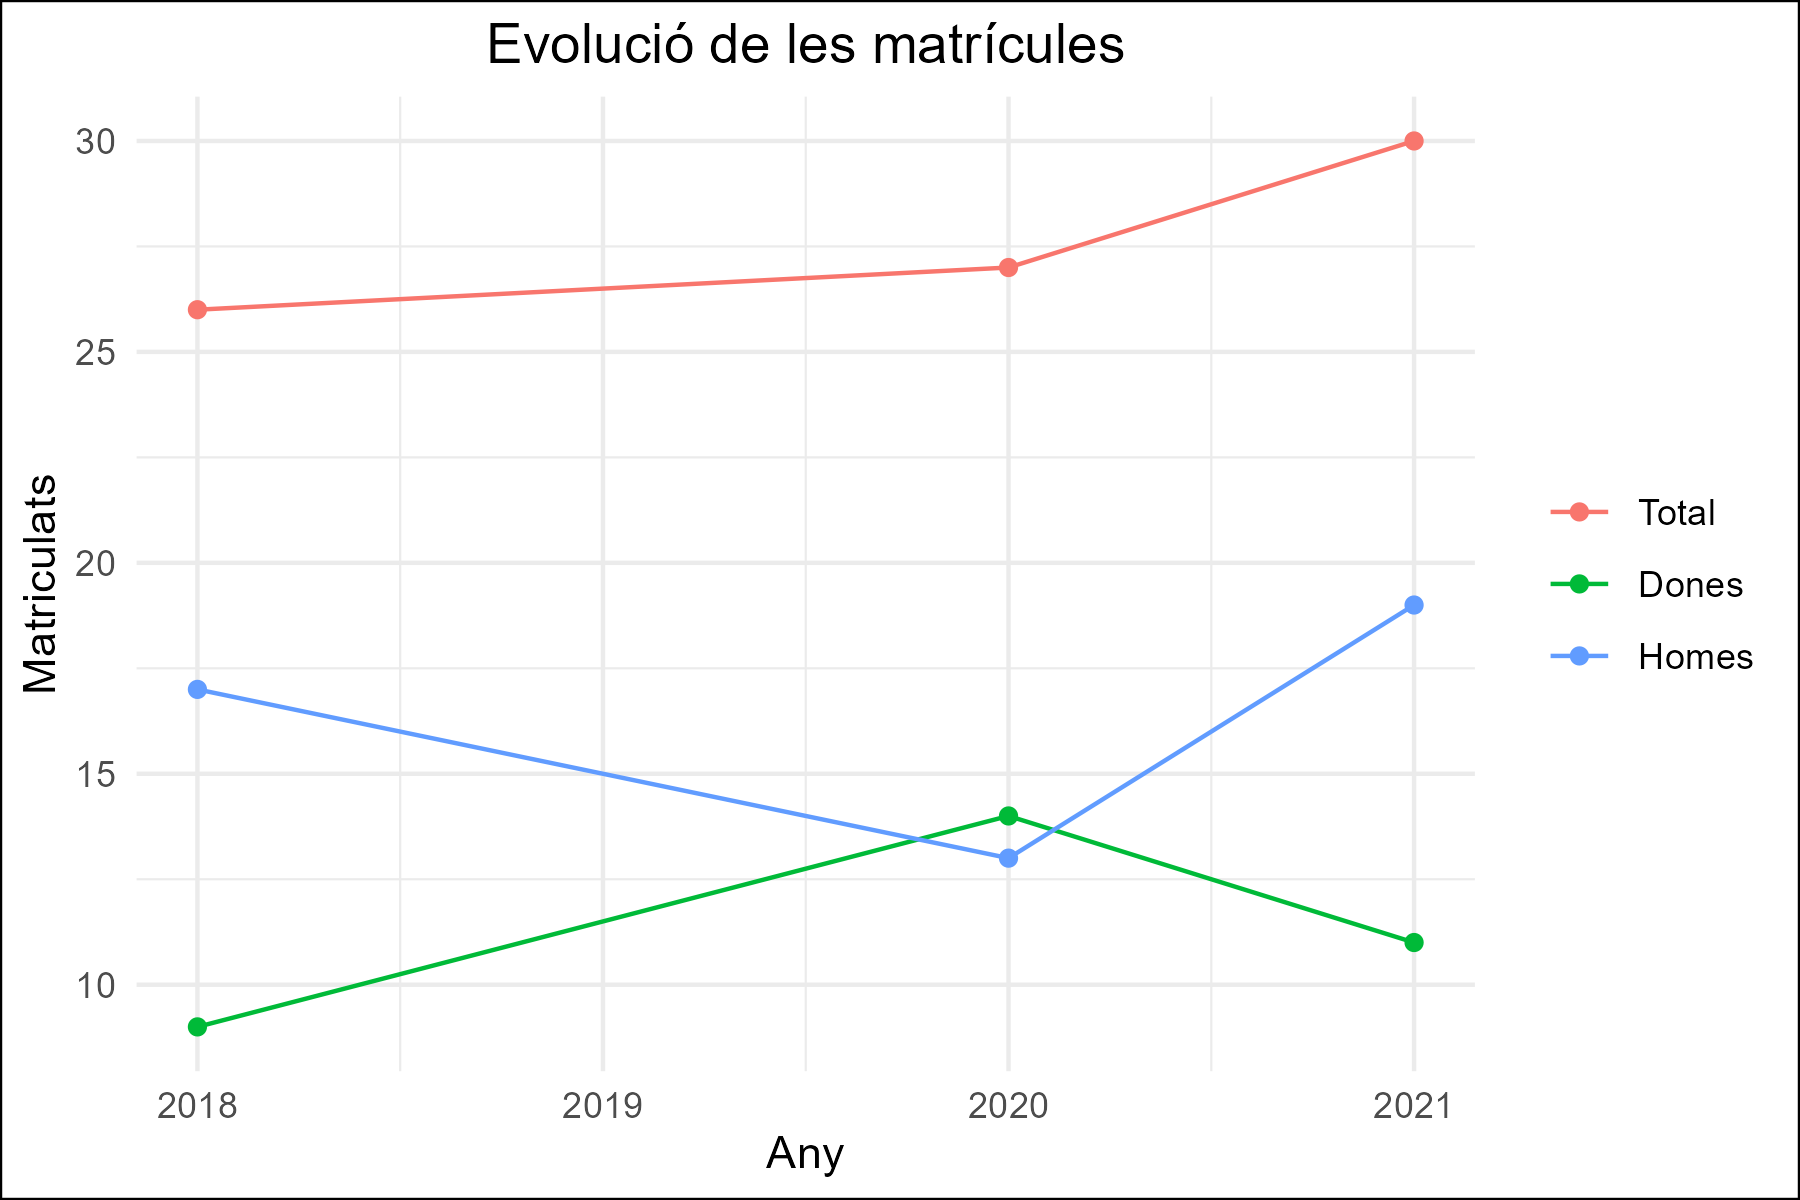 Evolució de les matrícules
30
25
20
15
10
Matriculats
2018 2019 2020 2021
Any
Total
Dones
Homes